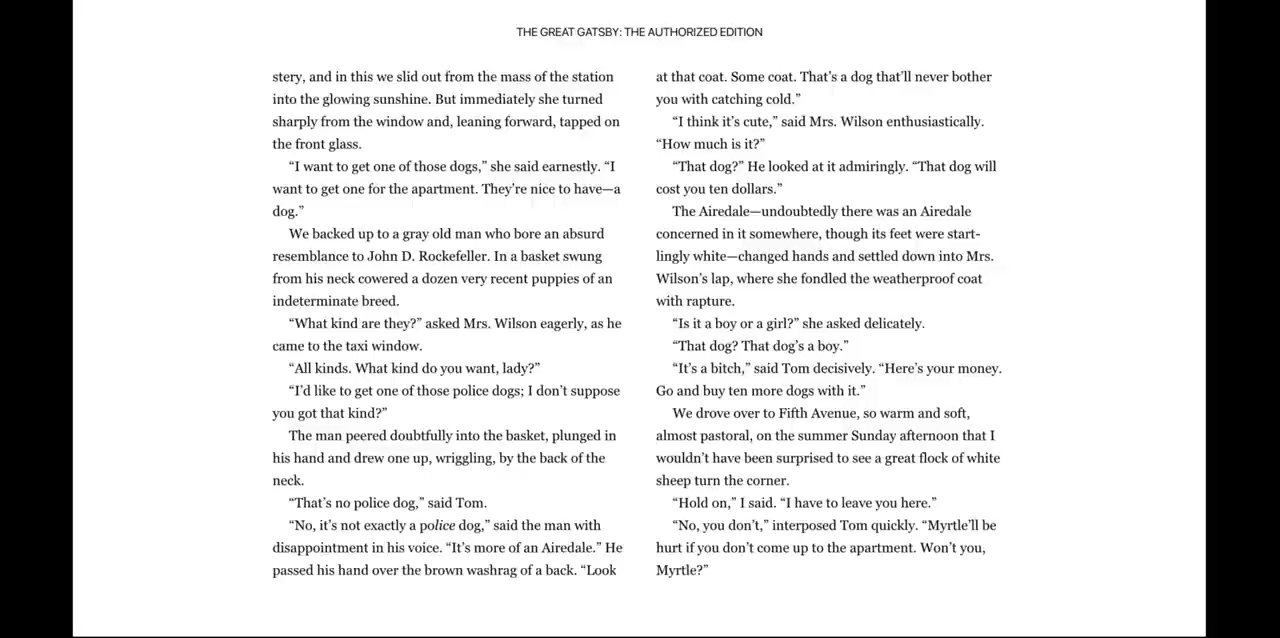 THE GREAT GATSBY: THE AUTHORIZED EDITION
stery, and in this we slid out from the mass of the station
into the glowing sunshine. But immediately she turned
sharply from the window and, leaning forward, tapped on
the front glass.
“I want to get one of those dogs,” she said earnestly. “I
want to get one for the apartment. They’re nice to have—a
dog.”
We backed up to a gray old man who bore an absurd
resemblance to John D. Rockefeller. In a basket swung
from his neck cowered a dozen very recent puppies of an
indeterminate breed.
“What kind are they?” asked Mrs. Wilson eagerly, as he
came to the taxi window.
“All kinds. What kind do you want, lady?”
“I’d like to get one of those police dogs; I don’t suppose
you got that kind?”
The man peered doubtfully into the basket, plunged in
his hand and drew one up, wriggling, by the back of the
neck.
“That’s no police dog,” said Tom.
“No, it’s not exactly a police dog,” said the man with
disappointment in his voice. “It’s more of an Airedale.” He
passed his hand over the brown washrag of a back. “Look
at that coat. Some coat. That’s a dog that’ll never bother
you with catching cold.”
“I think it’s cute,” said Mrs. Wilson enthusiastically.
“How much is it?”
“That dog?” He looked at it admiringly. “That dog will
cost you ten dollars.”
The Airedale—undoubtedly there was an Airedale
concerned in it somewhere, though its feet were start-
lingly white—changed hands and settled down into Mrs.
Wilson’s lap, where she fondled the weatherproof coat
with rapture.
“Is it a boy or a girl?” she asked delicately.
“That dog? That dog’s a boy.”
“It’s a bitch,” said Tom decisively. “Here’s your money.
Go and buy ten more dogs with it.”
We drove over to Fifth Avenue, so warm and soft,
almost pastoral, on the summer Sunday afternoon that I
wouldn’t have been surprised to see a great flock of white
sheep turn the corner.
“Hold on,” I said. “I have to leave you here.”
“No, you don’t,” interposed Tom quickly. “Myrtle’ll be
hurt if you don’t come up to the apartment. Won’t you,
Myrtle?”